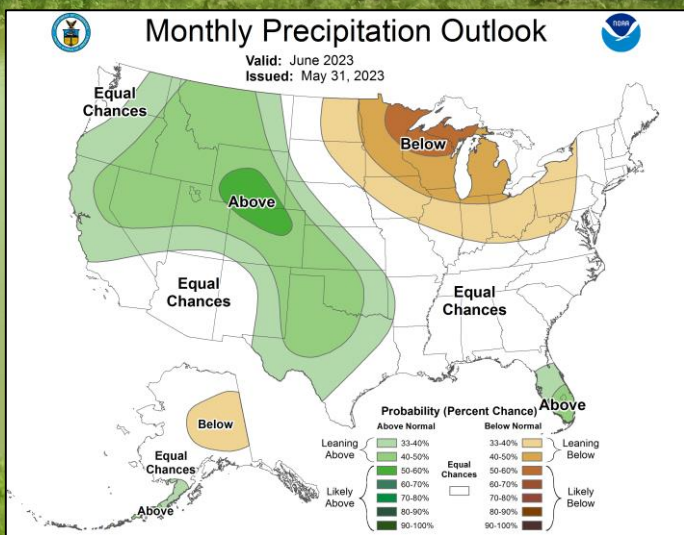 Monthly Precipitation Outlook
NOAA
Valid: June 2023
Issued: May 31, 2023
Equal
Chances
Below
Above
Equal
Chances
Equal
Chances
Above
Below
Equal
Chances
Above
Probability (Percent Chance)
Above Normal
Below Normal
Leaning
Above
33-40%
40-50%
Likely
Above
50-60%
60-70%
70-80%
80-90%
90-100%
Equal
Chances
33-40%
40-50%
Leaning
Below
50-60%
60-70%
70-80%
80-90%
90-100%
Likely
Below